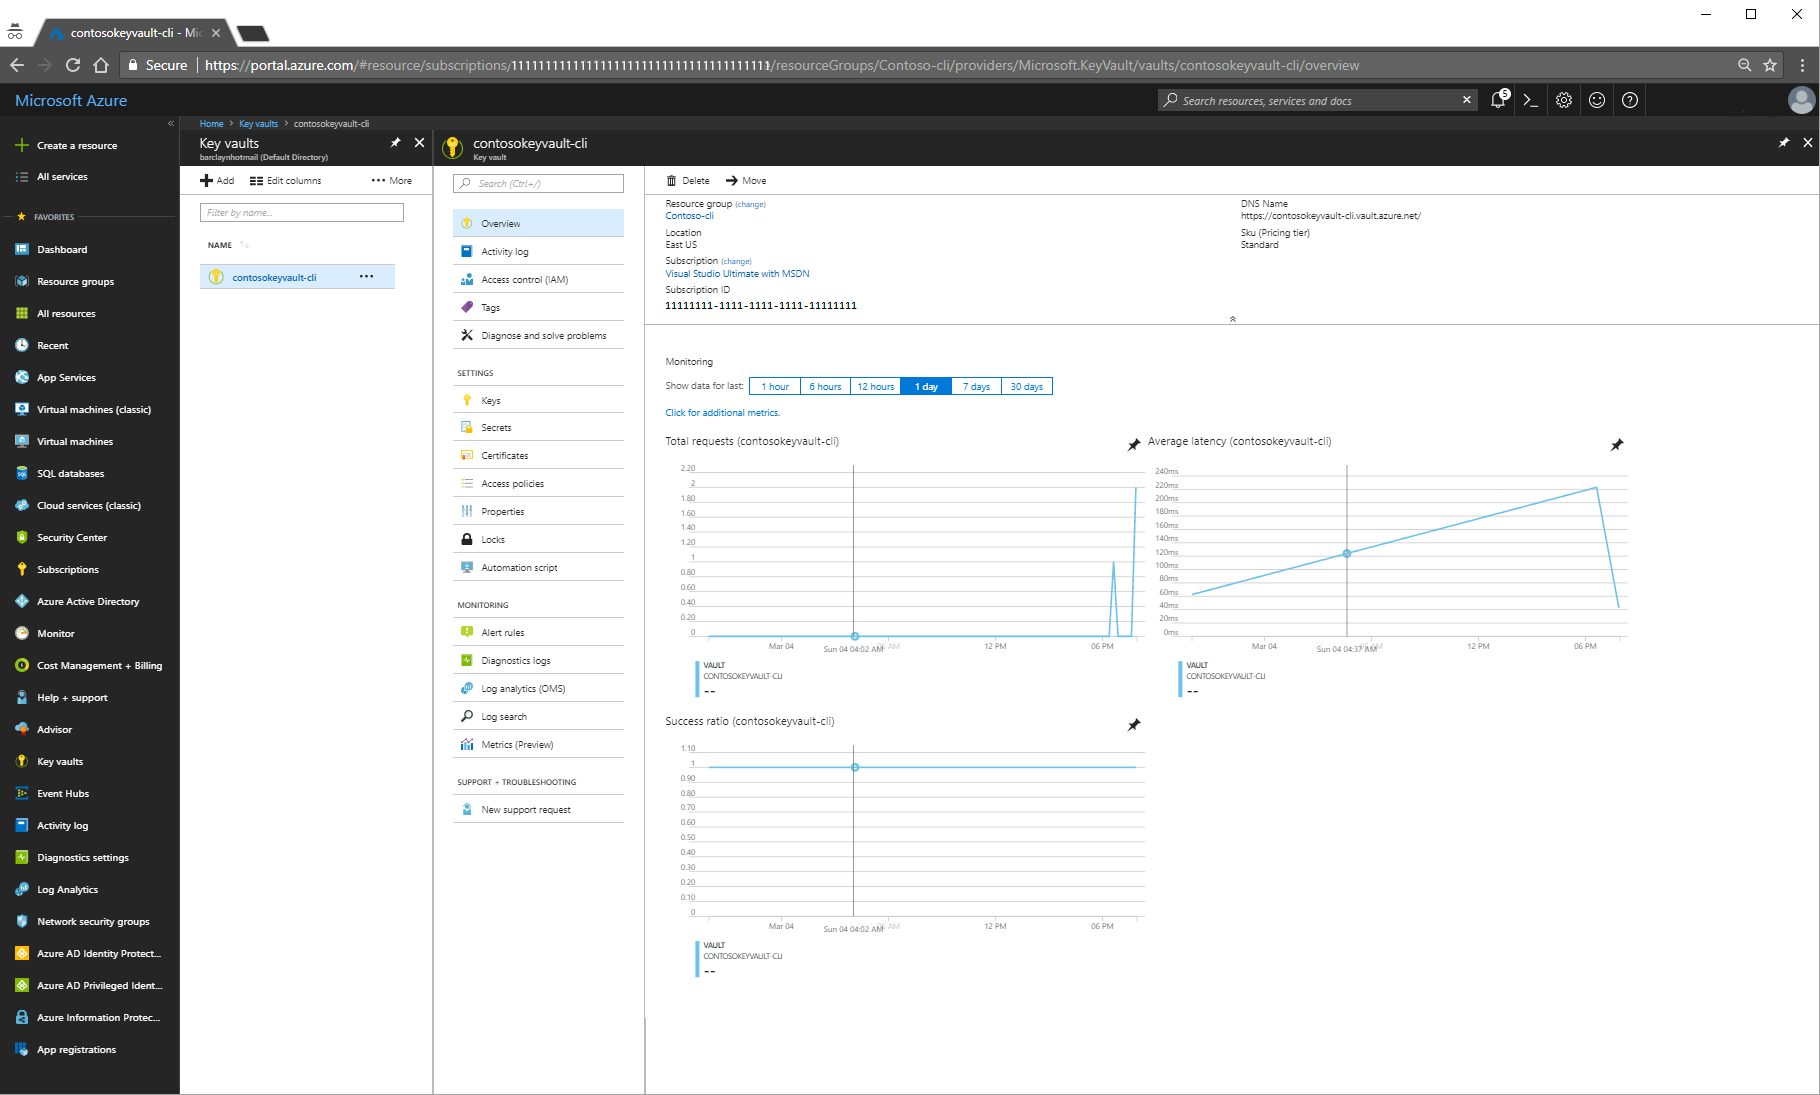 contosokeyvault-cli - Mic
Secure
https://portal.azure.com/#resource/subscriptions/111111111111111111111111111111111111/resourceGroups/Contoso-cli/providers/Microsoft.KeyVault/vaults/contosokeyvault-cli/overview
Microsoft Azure
Search resources, services and docs
5
Create a resource
All services
FAVORITES
Dashboard
Resource groups
All resources
Recent
App Services
Virtual machines (classic)
Virtual machines
SQL databases
Cloud services (classic)
Security Center
Subscriptions
Azure Active Directory
Monitor
Cost Management + Billing
Help + support
Advisor
Key vaults
Event Hubs
Activity log
Diagnostics settings
Log Analytics
Network security groups
Azure AD Identity Protect...
Azure AD Privileged Ident...
Azure Information Protec...
App registrations
Home > Key vaults > contosokeyvault-cli
Key vaults
barclaynhotmail (Default Directory)
Add Edit columns ••• More
Filter by name...
NAME
contosokeyvault-cli •••
contosokeyvault-cli
Key vault
Search (Ctrl+/)
Overview
Activity log
Access control (IAM)
Tags
Diagnose and solve problems
SETTINGS
Keys
Secrets
Certificates
Access policies
Properties
Locks
Automation script
MONITORING
Alert rules
Diagnostics logs
Log analytics (OMS)
Log search
Metrics (Preview)
SUPPORT + TROUBLESHOOTING
New support request
Delete Move
Resource group (change)
Contoso-cli
Location
East US
Subscription (change)
Visual Studio Ultimate with MSDN
Subscription ID
11111111-1111-1111-1111-11111111
DNS Name
https://contosokeyvault-cli.vault.azure.net/
Sku (Pricing tier)
Standard
Monitoring
Show data for last: 1 hour 6 hours 12 hours 1 day 7 days 30 days
Click for additional metrics.
Total requests (contosokeyvault-cli)
2.20
2
1.80
1.60
1.40
1.20
1
0.80
0.60
0.40
0.20
0
Mar 04 Sun 04 04:02 AM 12 PM 06 PM
VAULT
CONTOSOKEYVAULT-CLI
--
Average latency (contosokeyvault-cli)
240ms
220ms
200ms
180ms
160ms
140ms
120ms
100ms
80ms
60ms
40ms
20ms
0ms
Mar 04 Sun 04 04:37 AM 12 PM 06 PM
VAULT
CONTOSOKEYVAULT-CLI
--
Success ratio (contosokeyvault-cli)
1.10
1
0.90
0.80
0.70
0.60
0.50
0.40
0.30
0.20
0.10
0
Mar 04 Sun 04 04:02 AM 12 PM 06 PM
VAULT
CONTOSOKEYVAULT-CLI
--